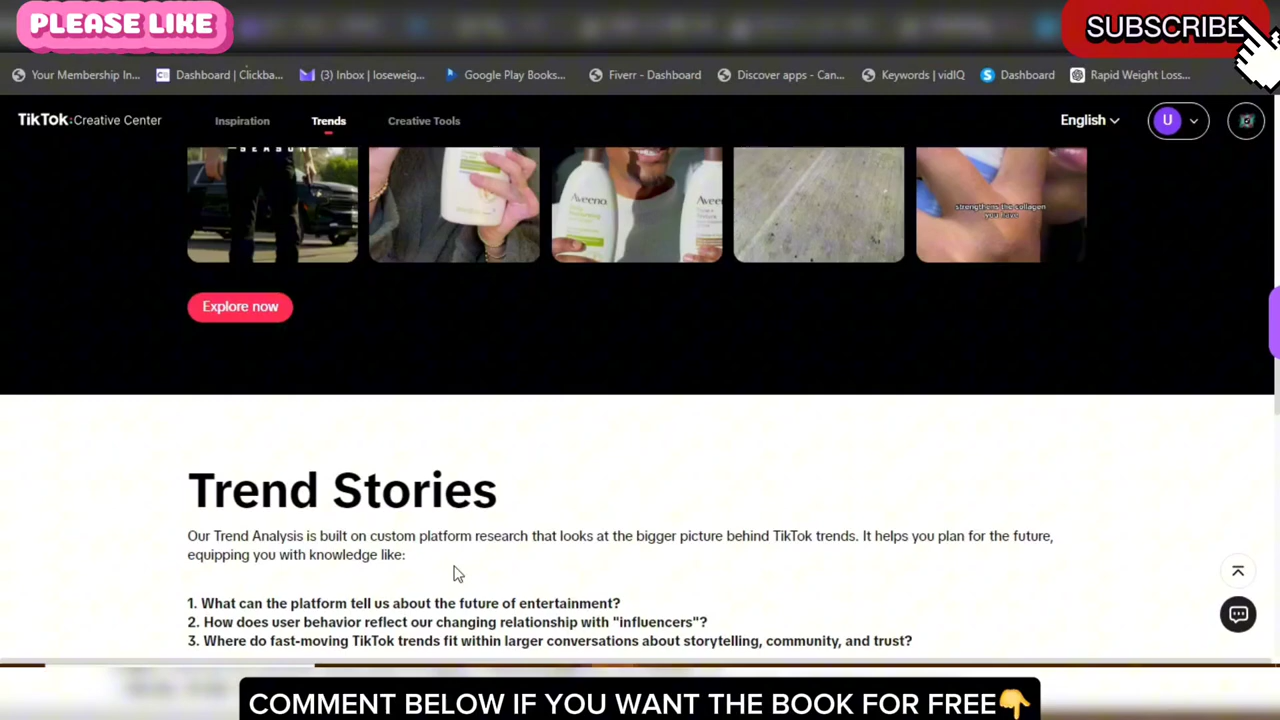 PLEASE LIKE
SUBSCRIBE
Your Membership In... Dashboard | Clickba... (3) Inbox | loseweig... Google Play Books... Fiverr - Dashboard Discover apps - Can... Keywords | vidIQ Dashboard Rapid Weight Loss...
TikTok:Creative Center Inspiration Trends Creative Tools English U
SEASON
Aveeno
Aveeno
strengthens the collagen
you have
Explore now
Trend Stories
Our Trend Analysis is built on custom platform research that looks at the bigger picture behind TikTok trends. It helps you plan for the future,
equipping you with knowledge like:
1. What can the platform tell us about the future of entertainment?
2. How does user behavior reflect our changing relationship with "influencers"?
3. Where do fast-moving TikTok trends fit within larger conversations about storytelling, community, and trust?
COMMENT BELOW IF YOU WANT THE BOOK FOR FREE👇